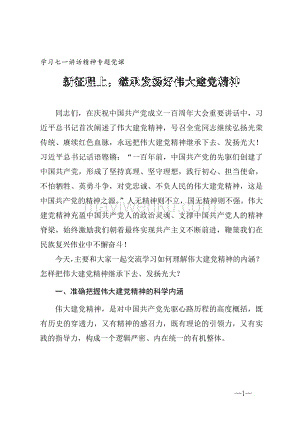 学习七一讲话精神专题党课
新征程上，继承发扬好伟大建党精神
同志们，在庆祝中国共产党成立一百周年大会重要讲话中，习
近平总书记首次阐述了伟大建党精神，号召全党同志继续弘扬光荣
传统、赓续红色血脉，永远把伟大建党精神继承下去、发扬光大！
习近平总书记话语铿锵：“一百年前，中国共产党的先驱们创建了
中国共产党，形成了坚持真理、坚守理想，践行初心、担当使命，
不怕牺牲、英勇斗争，对党忠诚、不负人民的伟大建党精神，这是
中国共产党的精神之源。”人无精神则不立，国无精神则不强。伟大
建党精神充盈中国共产党人的政治灵魂、支撑中国共产党人的精神
脊梁，始终激励我们朝着最终实现共产主义不断前进，鞭策我们在
民族复兴伟业中不懈奋斗！
今天，主要和大家一起交流学习如何理解伟大建党精神的内涵？
怎样把伟大建党精神继承下去、发扬光大？
一、准确把握伟大建党精神的科学内涵
伟大建党精神，是对中国共产党先驱心路历程的高度概括，既
有历史的穿透力，又有精神的感召力，既有理论的引领力，又有实
践的指导力，构成一个逻辑严密、内在统一的有机整体。
—1—